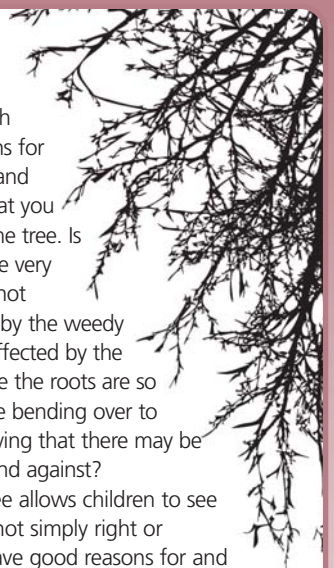 ns for
and
at you
ne tree. Is
e very
not
by the weedy
ffected by the
e the roots are so
e bending over to
ying that there may be
nd against?
ee allows children to see
not simply right or
ave good reasons for and